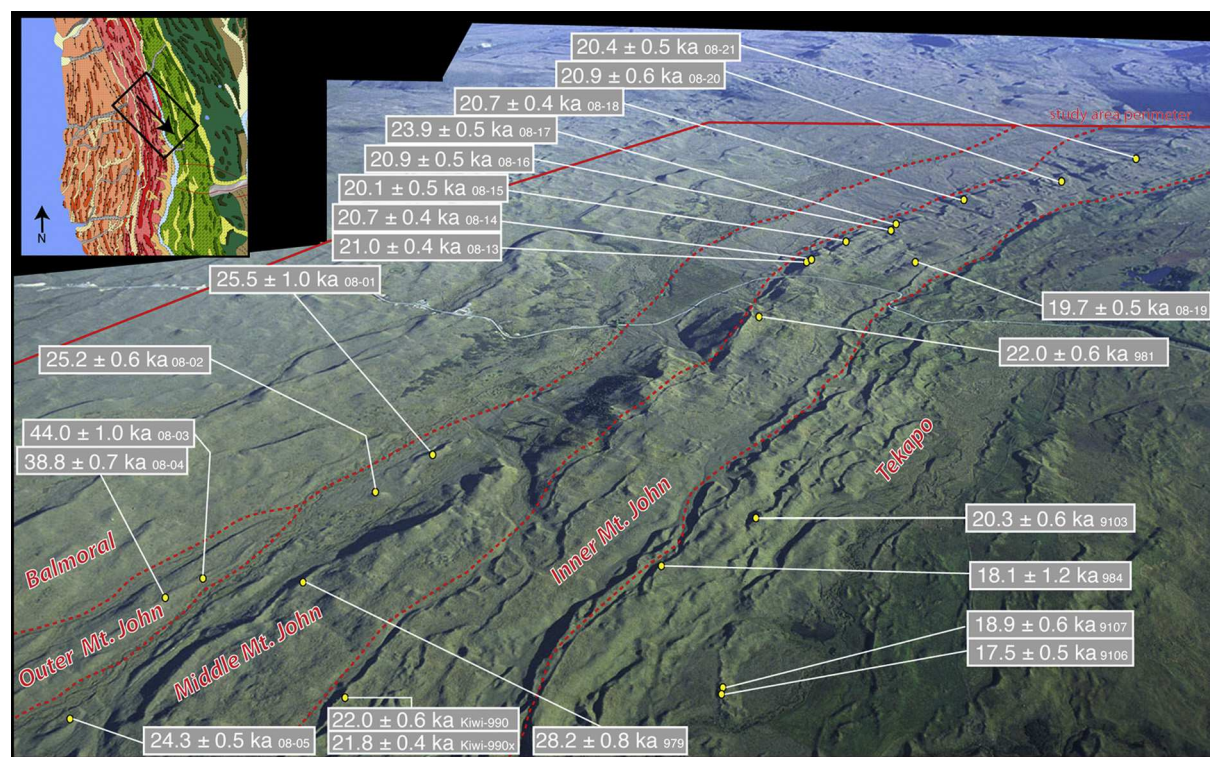 20.4 ± 0.5 ka 08-21
20.9 ± 0.6 ka 08-20
20.7 ± 0.4 ka 08-18
study area perimeter
23.9 ± 0.5 ka 08-17
20.9 ± 0.5 ka 08-16
20.1 ± 0.5 ka 08-15
N
20.7 ± 0.4 ka 08-14
21.0 ± 0.4 ka 08-13
25.5 ± 1.0 ka 08-01
19.7 ± 0.5 ka 08-19
22.0 ± 0.6 ka 981
25.2 ± 0.6 ka 08-02
44.0 ± 1.0 ka 08-03
38.8 ± 0.7 ka 08-04
Tekapo
20.3 ± 0.6 ka 9103
Inner Mt. John
Balmoral
18.1 ± 1.2 ka 984
Outer Mt. John
Middle Mt. John
18.9 ± 0.6 ka 9107
17.5 ± 0.5 ka 9106
22.0 ± 0.6 ka Kiwi-990
24.3 ± 0.5 ka 08-05
21.8 ± 0.4 ka Kiwi-990x
28.2 ± 0.8 ka 979